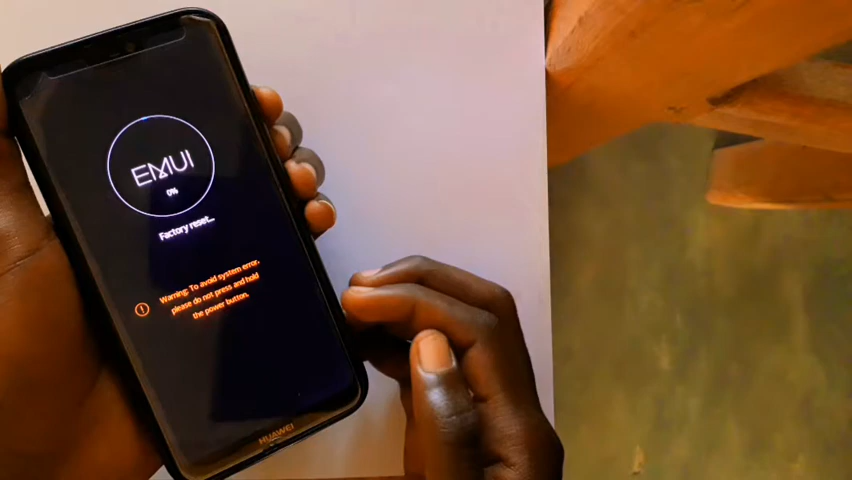 EMUI
0%
Factory reset...
Warning: To avoid system error,
please do not press and hold
the power button.
HUAWEI